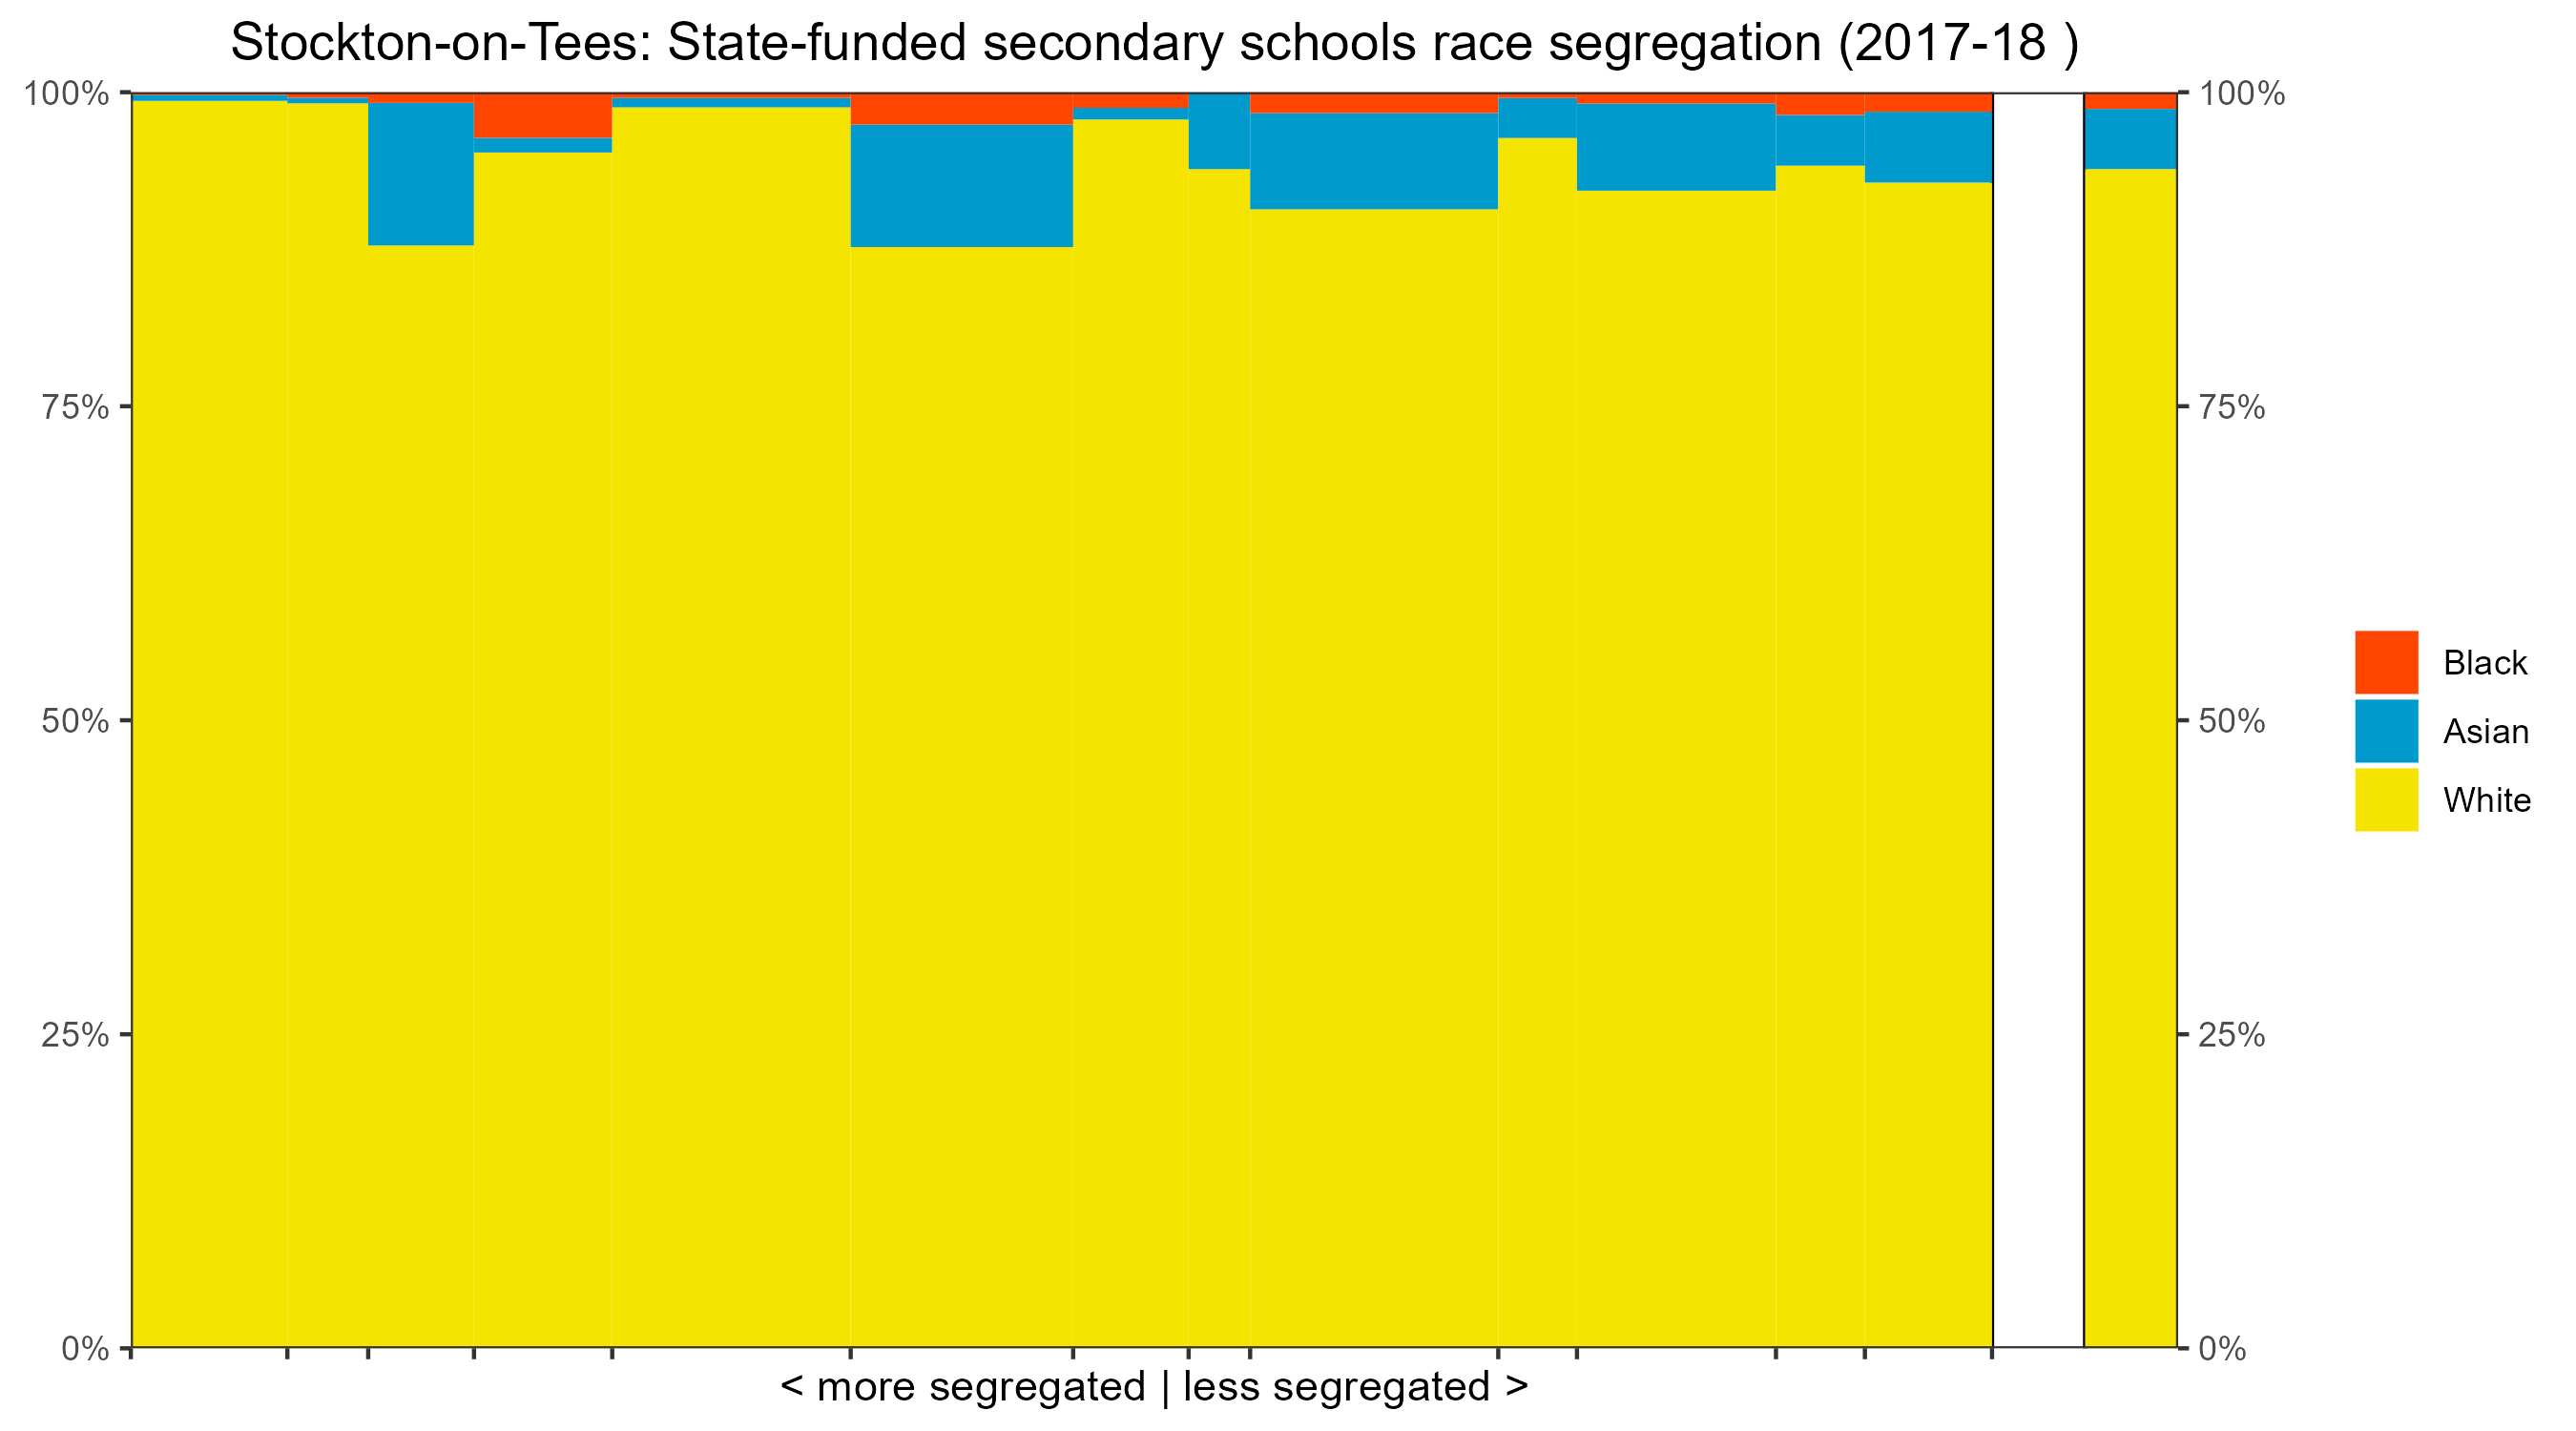 Stockton-on-Tees: State-funded secondary schools race segregation (2017-18 )
100%
100%
75%
75%
50%
50%
25%
25%
0%
0%
Black
Asian
White
< more segregated | less segregated >